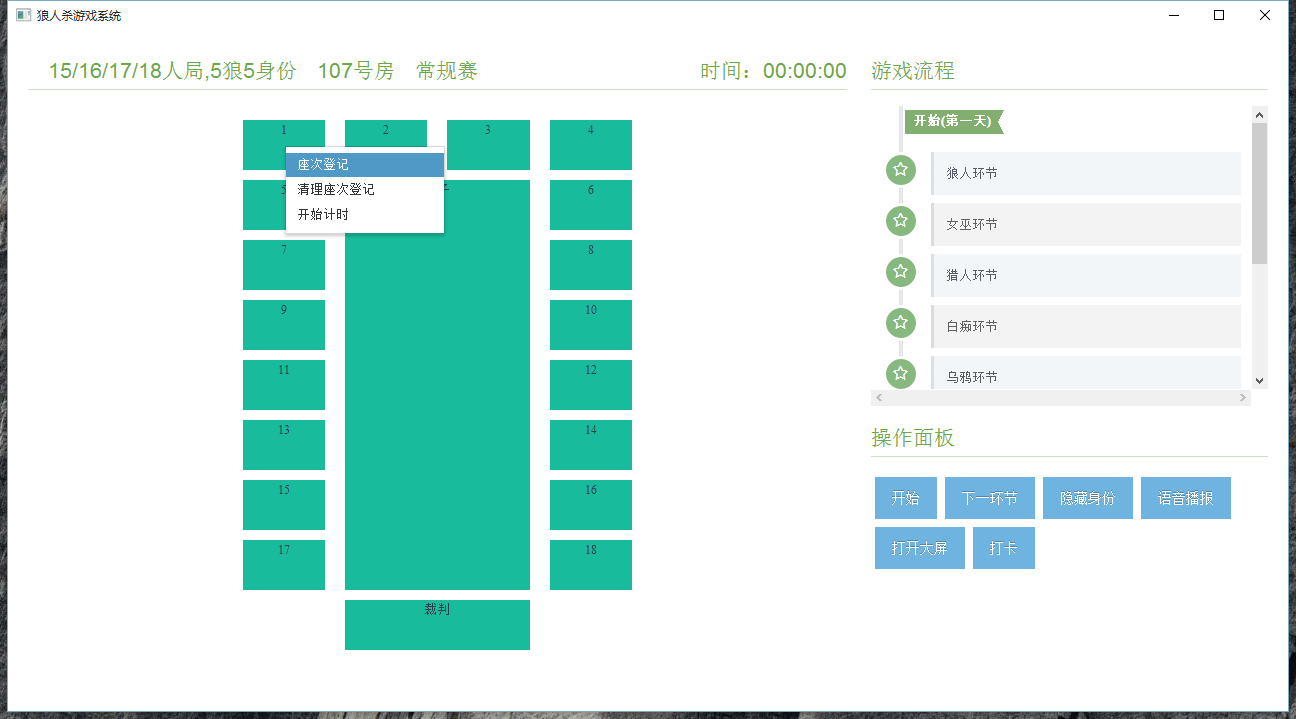 狼人杀游戏系统
15/16/17/18人局,5狼5身份 107号房 常规赛 时间：00:00:00
1 2 3 4
座次登记
清理座次登记
开始计时
5 6
7 8
9 10
11 12
13 14
15 16
17 18
裁判
游戏流程
开始(第一天)
狼人环节
女巫环节
猎人环节
白痴环节
乌鸦环节
操作面板
开始 下一环节 隐藏身份 语音播报
打开大屏 打卡